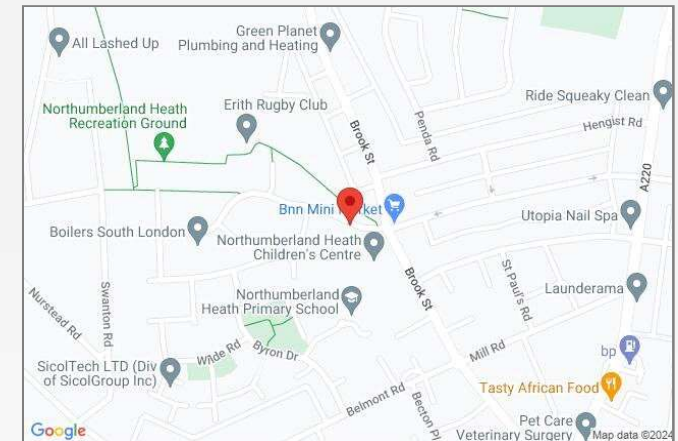 All Lashed Up
Green Planet
Plumbing and Heating
Northumberland Heath
Recreation Ground
Erith Rugby Club
Brook St
Penda Rd
Ride Squeaky Clean
Hengist Rd
A220
Bnn Mini Market
Utopia Nail Spa
Boilers South London
Northumberland Heath
Children's Centre
Swanton Rd
Nurstead Rd
Northumberland
Heath Primary School
Brook St
St Paul's Rd
Launderama
SicolTech LTD (Div
of SicolGroup Inc)
Wilde Rd
Byron Dr
Mill Rd
bp
Belmont Rd
Becton Pl
Tasty African Food
Pet Care
Veterinary Surgery
Google
Map data ©2024